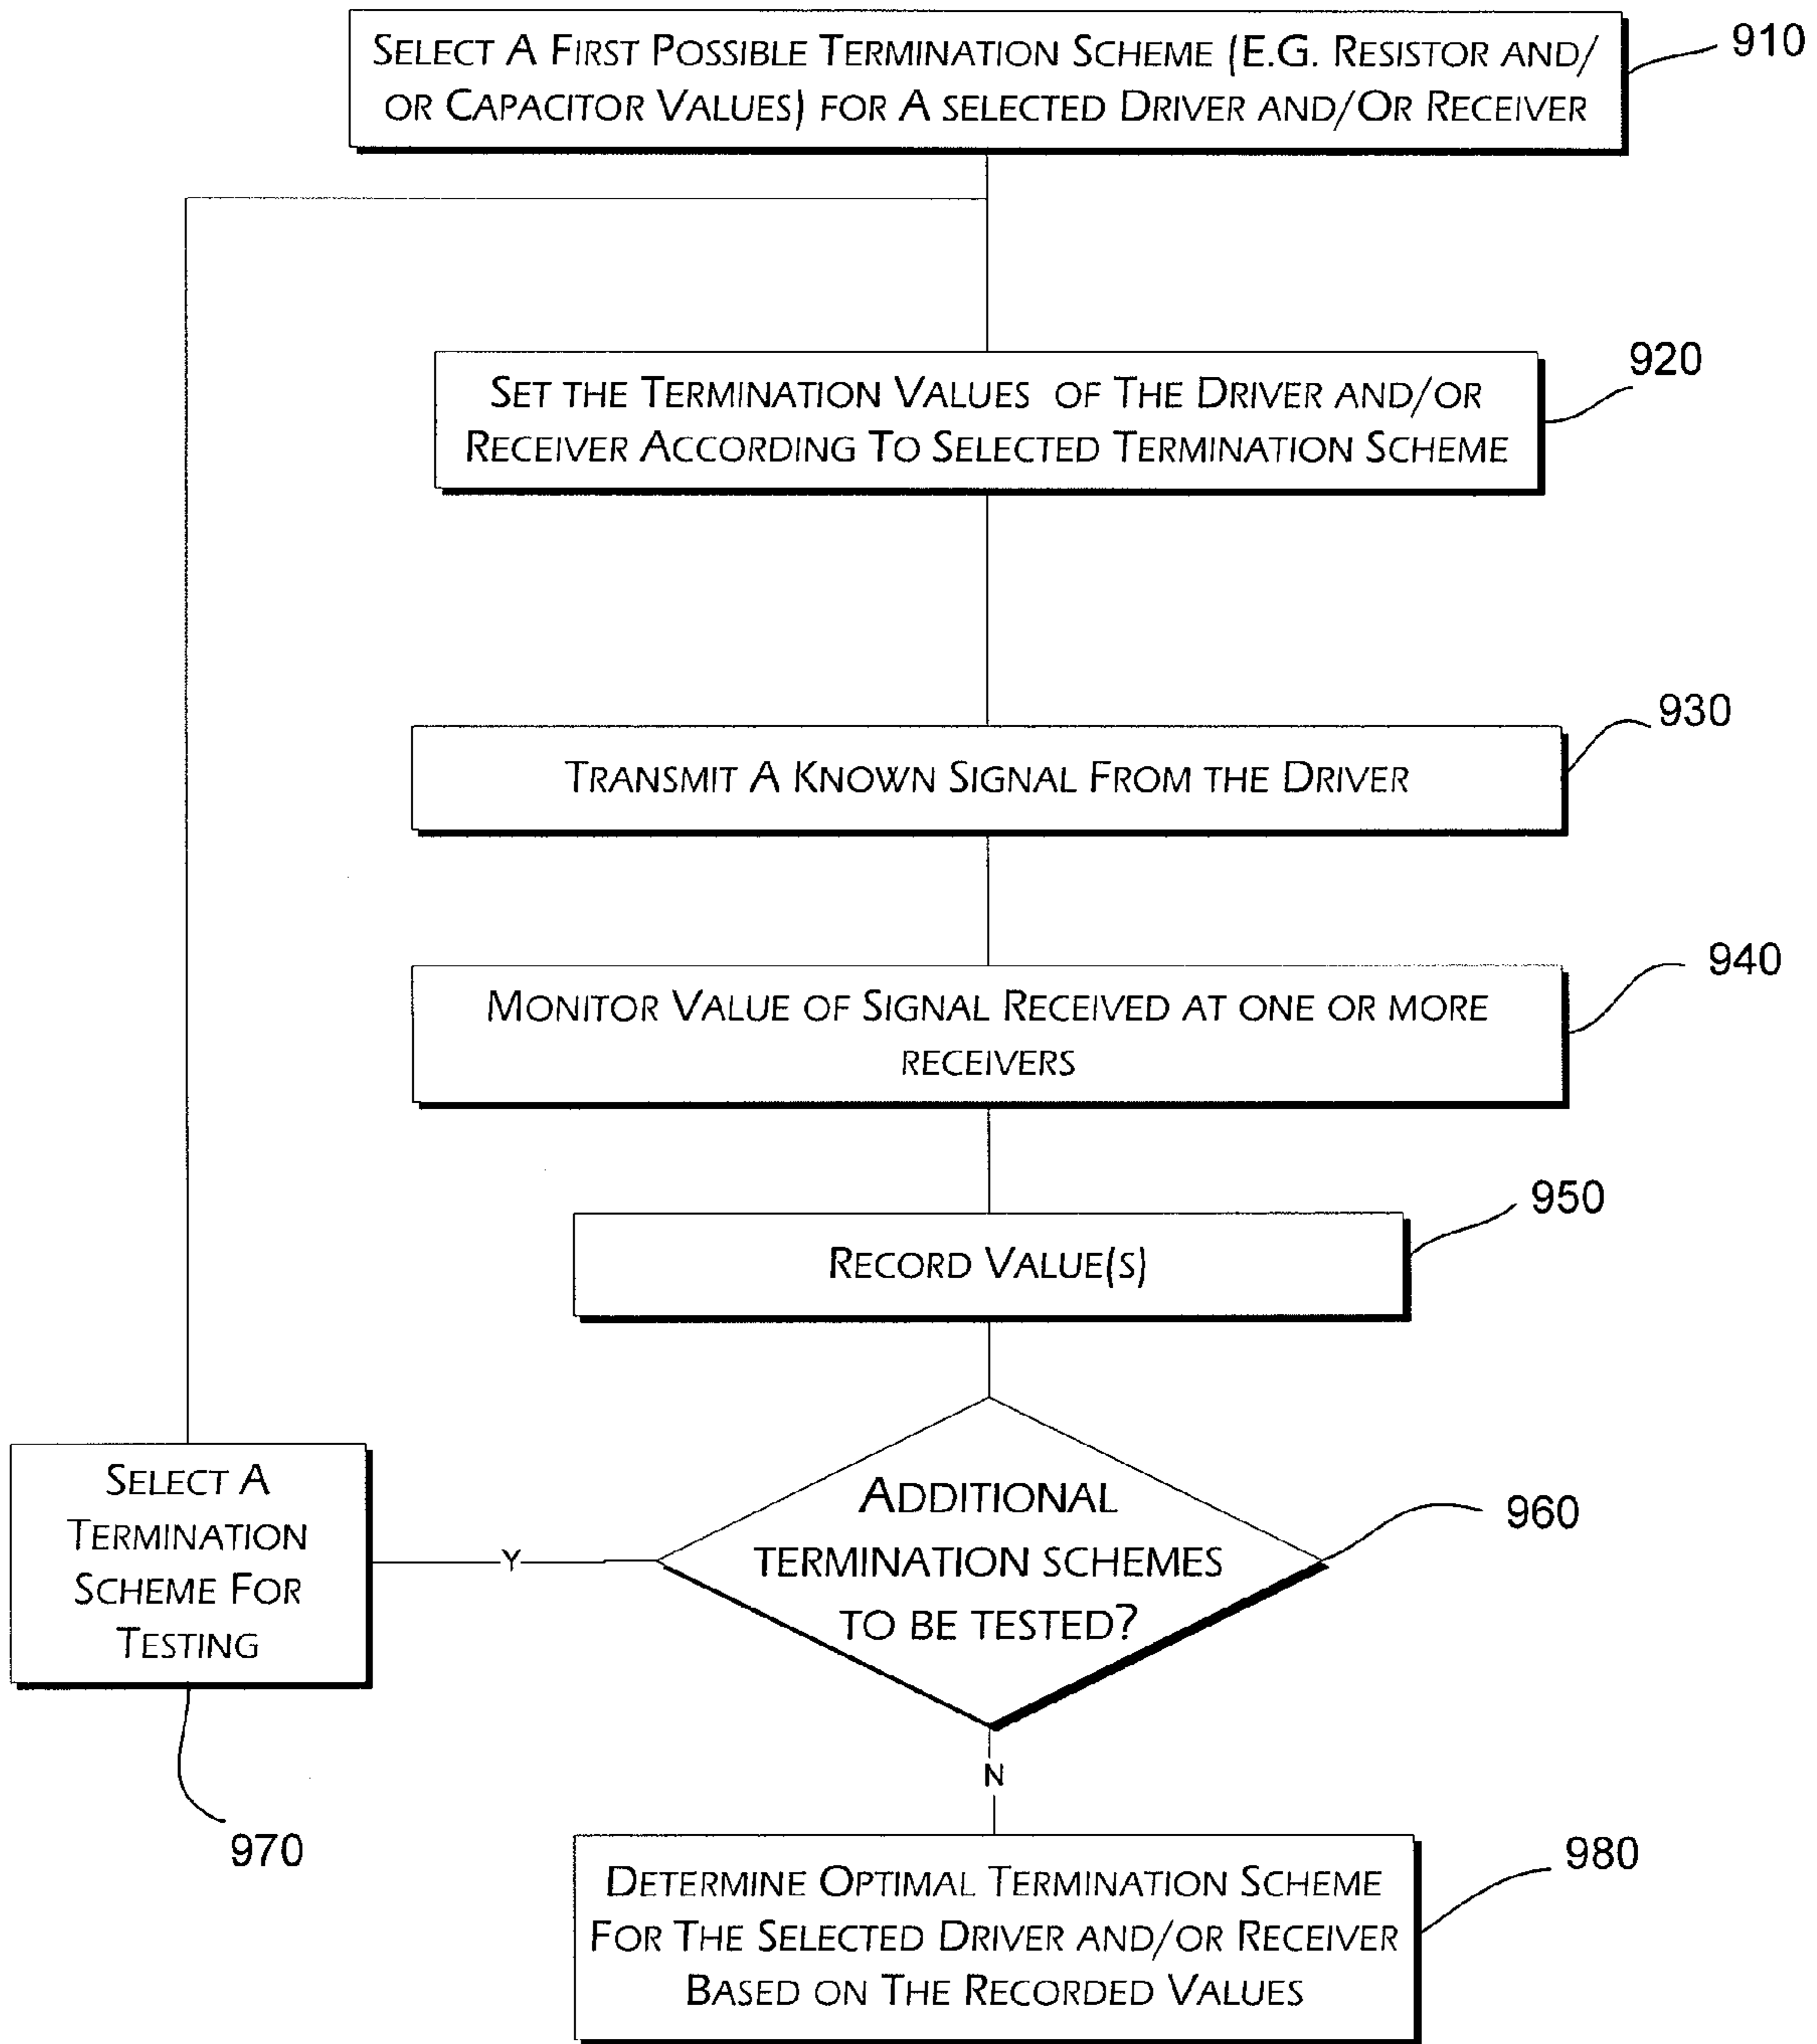 SELECT A FIRST POSSIBLE TERMINATION SCHEME (E.G. RESISTOR AND/
OR CAPACITOR VALUES) FOR A SELECTED DRIVER AND/OR RECEIVER
910
SET THE TERMINATION VALUES OF THE DRIVER AND/OR
RECEIVER ACCORDING TO SELECTED TERMINATION SCHEME
920
TRANSMIT A KNOWN SIGNAL FROM THE DRIVER
930
MONITOR VALUE OF SIGNAL RECEIVED AT ONE OR MORE
RECEIVERS
940
RECORD VALUE(S)
950
ADDITIONAL
TERMINATION SCHEMES
TO BE TESTED?
960
Y
SELECT A
TERMINATION
SCHEME FOR
TESTING
970
N
DETERMINE OPTIMAL TERMINATION SCHEME
FOR THE SELECTED DRIVER AND/OR RECEIVER
BASED ON THE RECORDED VALUES
980